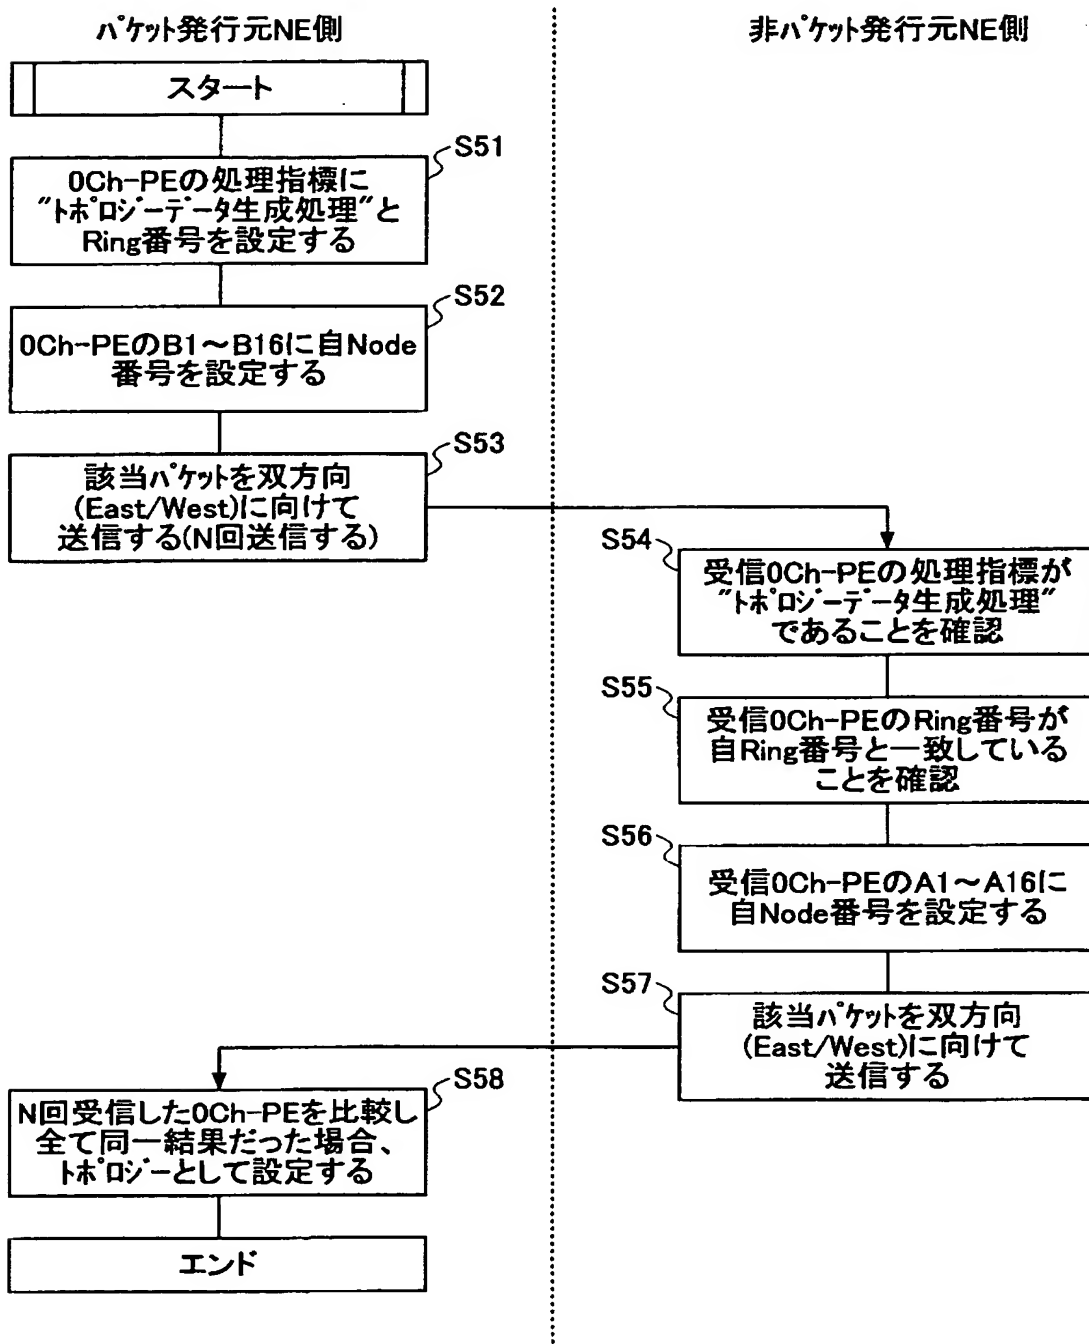 パケット発行元NE側
非パケット発行元NE側
スタート
S51
0Ch-PEの処理指標に
"トポロジーデータ生成処理"と
Ring番号を設定する
S52
0Ch-PEのB1～B16に自Node
番号を設定する
S53
該当パケットを双方向
(East/West)に向けて
送信する(N回送信する)
S54
受信0Ch-PEの処理指標が
"トポロジーデータ生成処理"
であることを確認
S55
受信0Ch-PEのRing番号が
自Ring番号と一致している
ことを確認
S56
受信0Ch-PEのA1～A16に
自Node番号を設定する
S57
該当パケットを双方向
(East/West)に向けて
送信する
S58
N回受信した0Ch-PEを比較し
全て同一結果だった場合、
トポロジーとして設定する
エンド